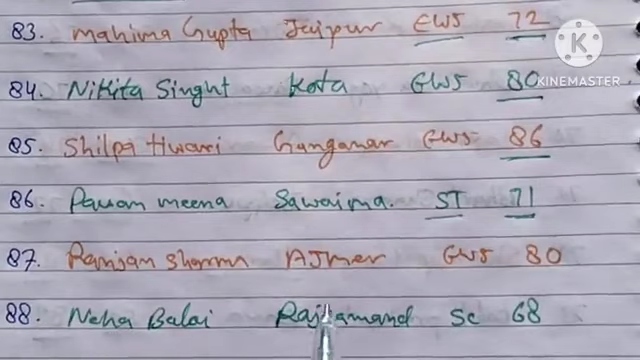 83. Mahima Gupta Jaipur EWS 72
84. Nikita Singht Kota EWS 80
KINEMASTER
85. Shilpa Tiwari Ganganar EWS 86
86. Pawan meena Sawaima. ST 71
87. Ramjan Sharma AJmer EWS 80
88. Neha Balai Rajsamand SC 68